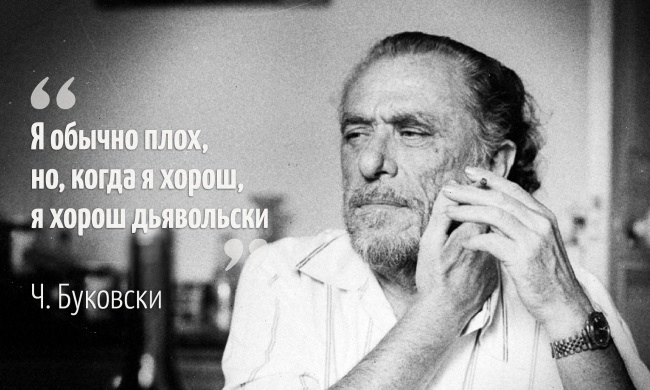 “
Я обычно плох,
но, когда я хорош,
я хорош дьявольски
”
Ч. Буковски